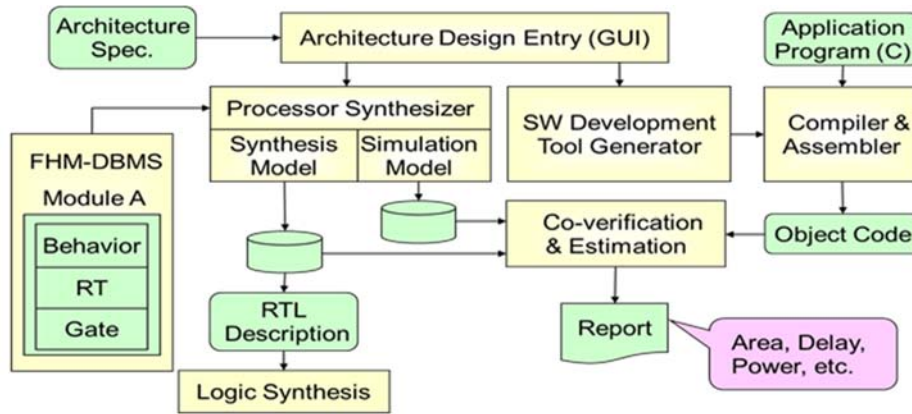 Architecture
Spec.
Architecture Design Entry (GUI)
Application
Program (C)
Processor Synthesizer
Synthesis
Model
Simulation
Model
SW Development
Tool Generator
Compiler &
Assembler
FHM-DBMS
Module A
Behavior
RT
Gate
Co-verification
& Estimation
Object Code
RTL
Description
Report
Area, Delay,
Power, etc.
Logic Synthesis